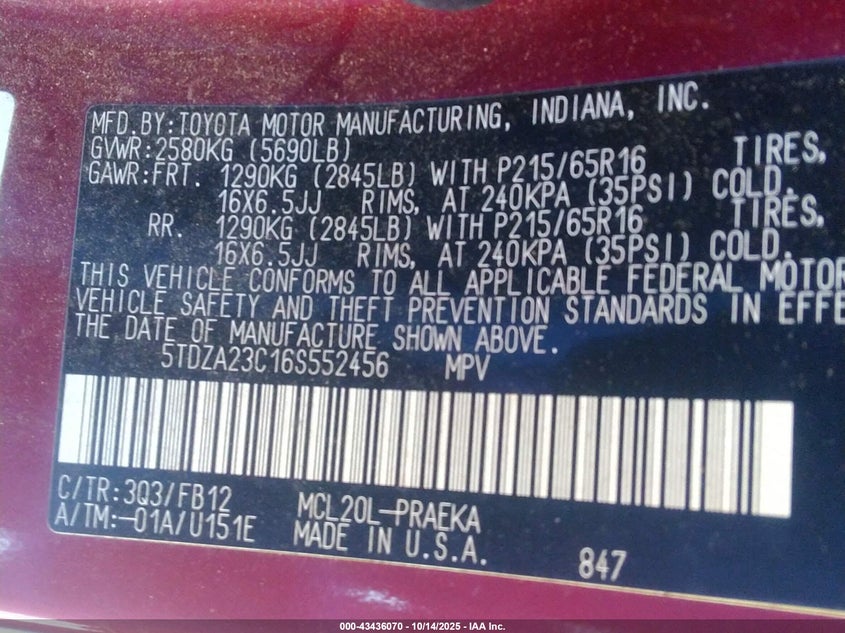 MFD.BY:TOYOTA MOTOR MANUFACTURING, INDIANA, INC.
GVWR:2580KG (5690LB)
GAWR:FRT. 1290KG (2845LB) WITH P215/65R16 TIRES,
16X6.5JJ RIMS, AT 240KPA (35PSI) COLD.
RR. 1290KG (2845LB) WITH P215/65R16 TIRES,
16X6.5JJ RIMS, AT 240KPA (35PSI) COLD.
THIS VEHICLE CONFORMS TO ALL APPLICABLE FEDERAL MOTOR
VEHICLE SAFETY AND THEFT PREVENTION STANDARDS IN EFFE
THE DATE OF MANUFACTURE SHOWN ABOVE.
5TDZA23C16S552456 MPV
C/TR:3Q3/FB12 MCL20L-PRAEKA
A/TM:-01A/U151E MADE IN U.S.A. 847
000-43436070 - 10/14/2025 - IAA Inc.